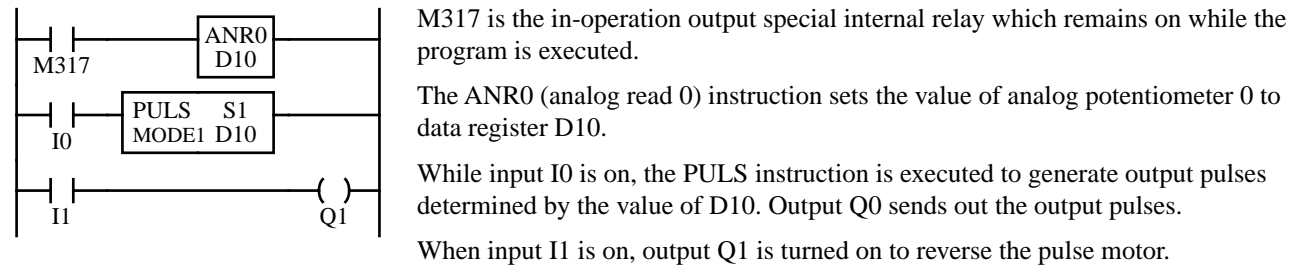 ANR0
D10
M317
PULS S1
MODE1 D10
I0
I1
Q1
M317 is the in-operation output special internal relay which remains on while the
program is executed.
The ANR0 (analog read 0) instruction sets the value of analog potentiometer 0 to
data register D10.
While input I0 is on, the PULS instruction is executed to generate output pulses
determined by the value of D10. Output Q0 sends out the output pulses.
When input I1 is on, output Q1 is turned on to reverse the pulse motor.